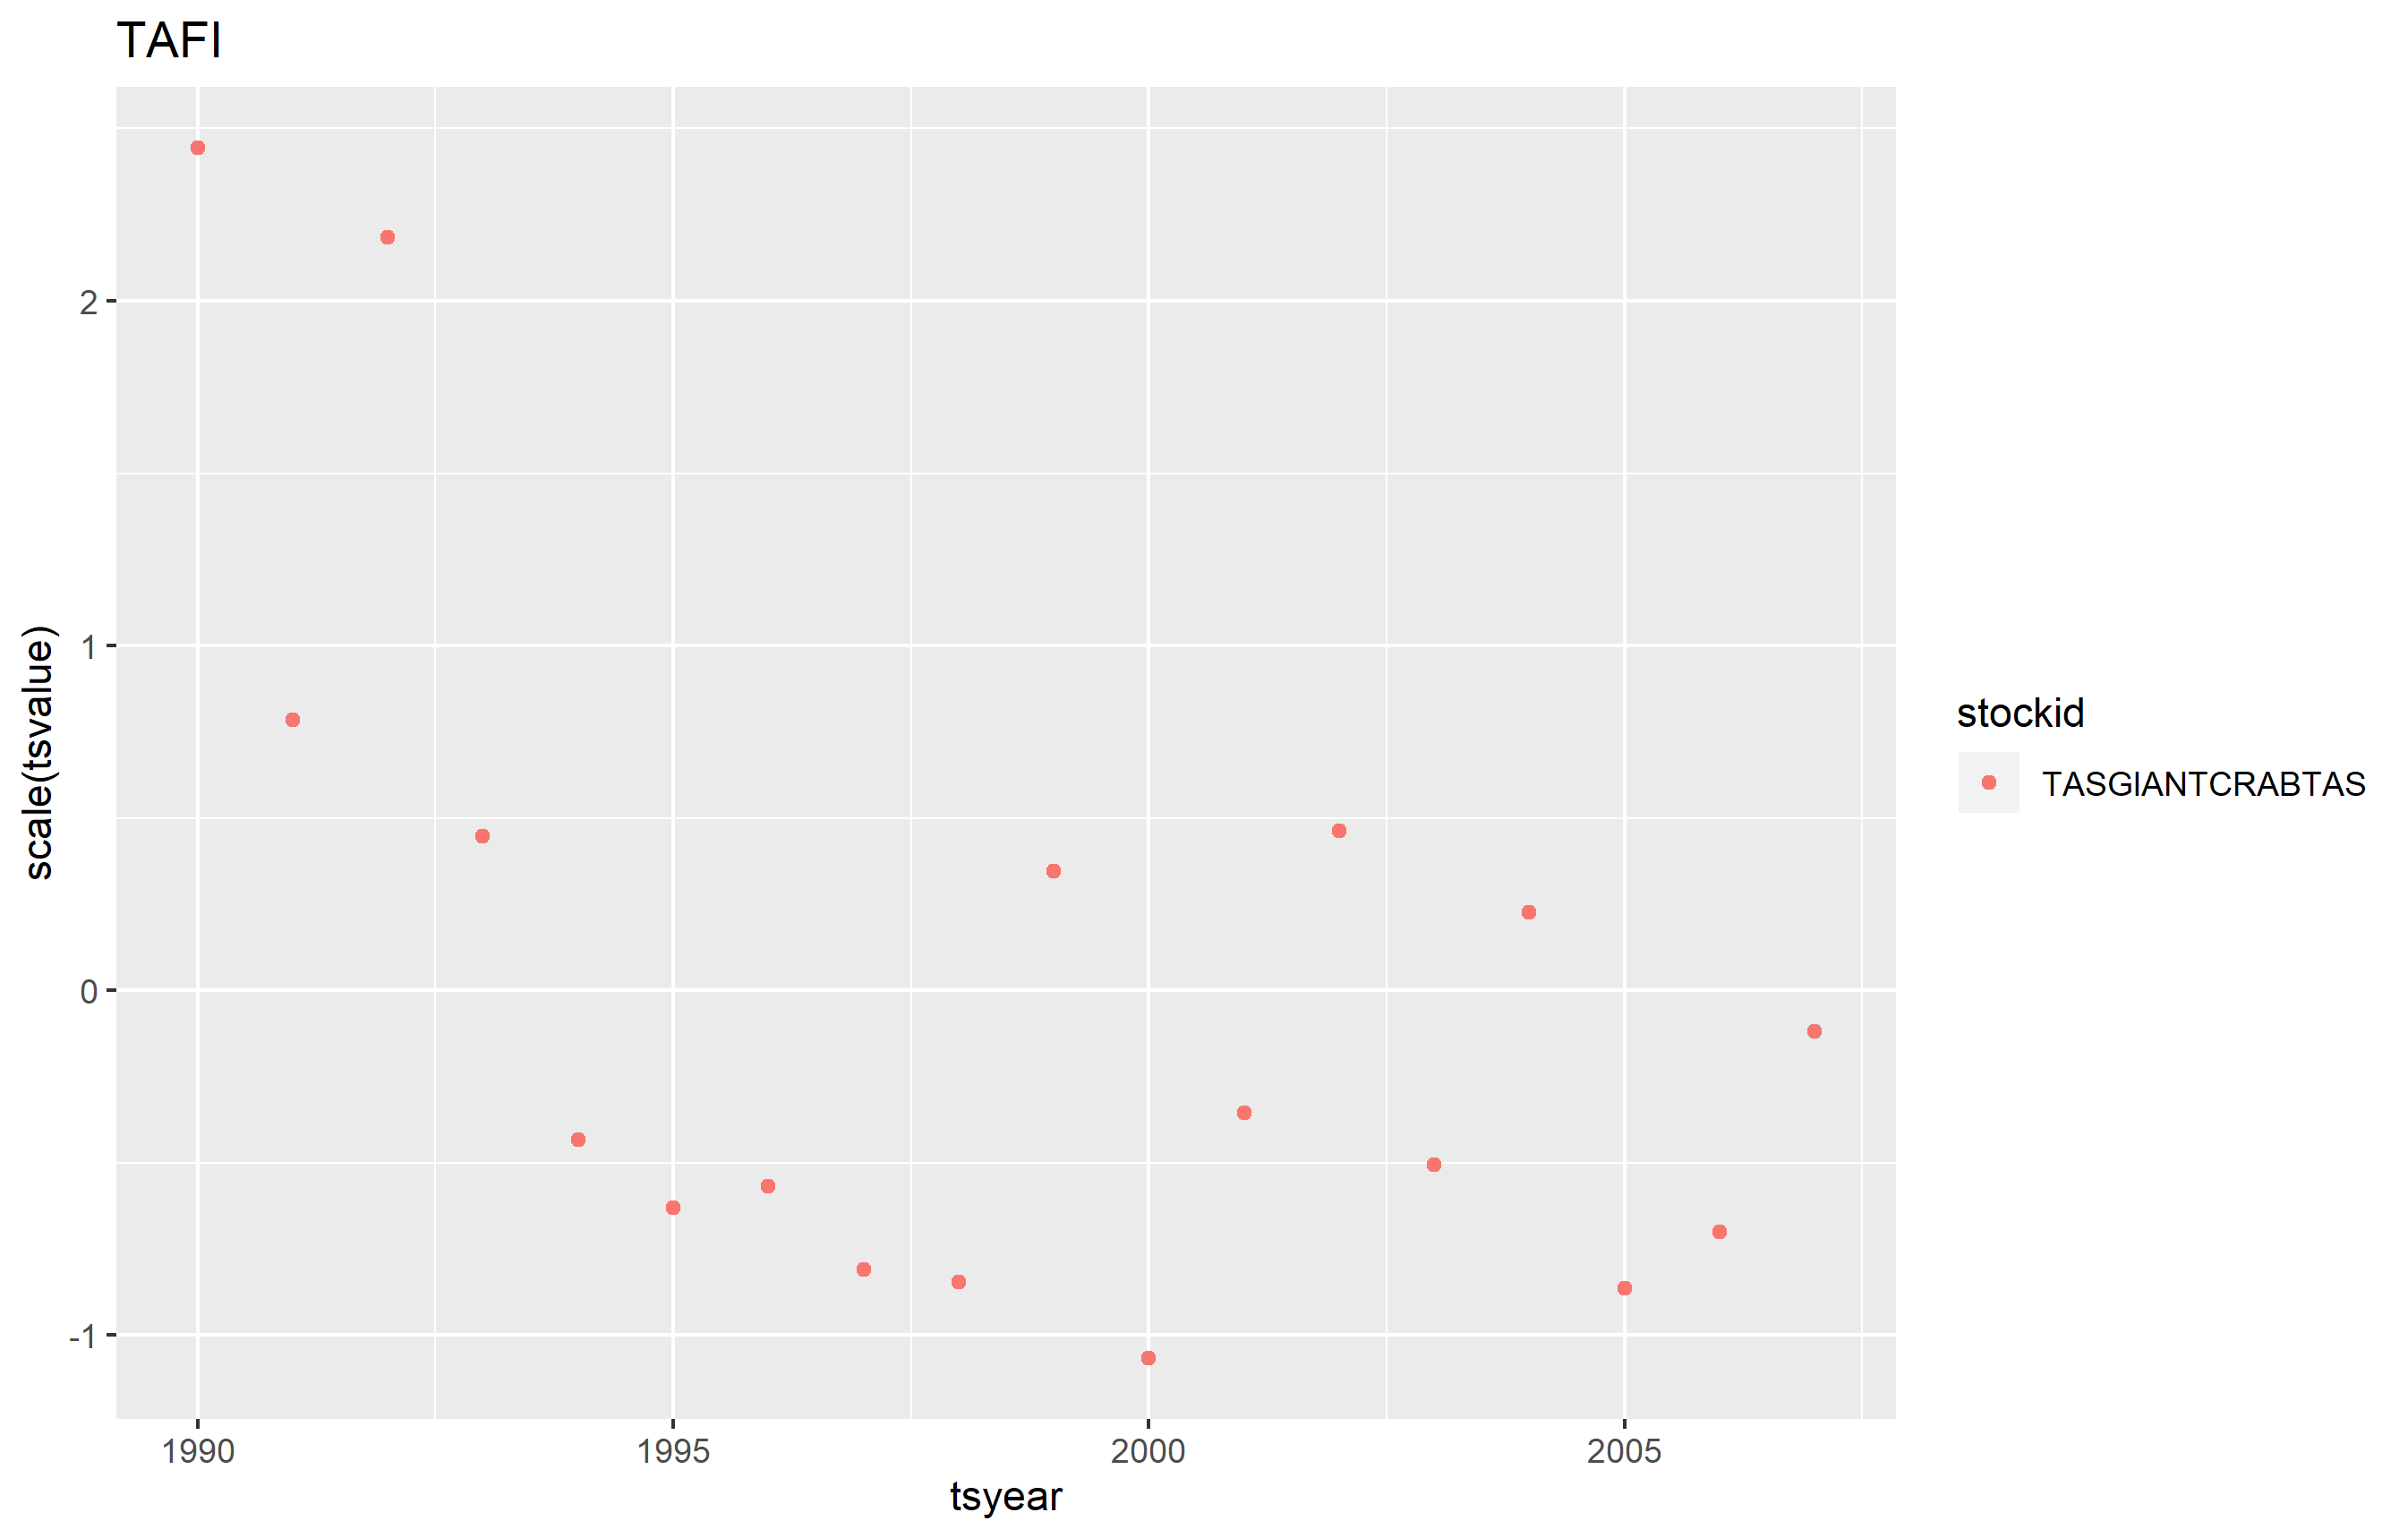 TAFI
scale(tsvalue)
2
1
0
-1
1990 1995 2000 2005
tsyear
stockid
TASGIANTCRABTAS